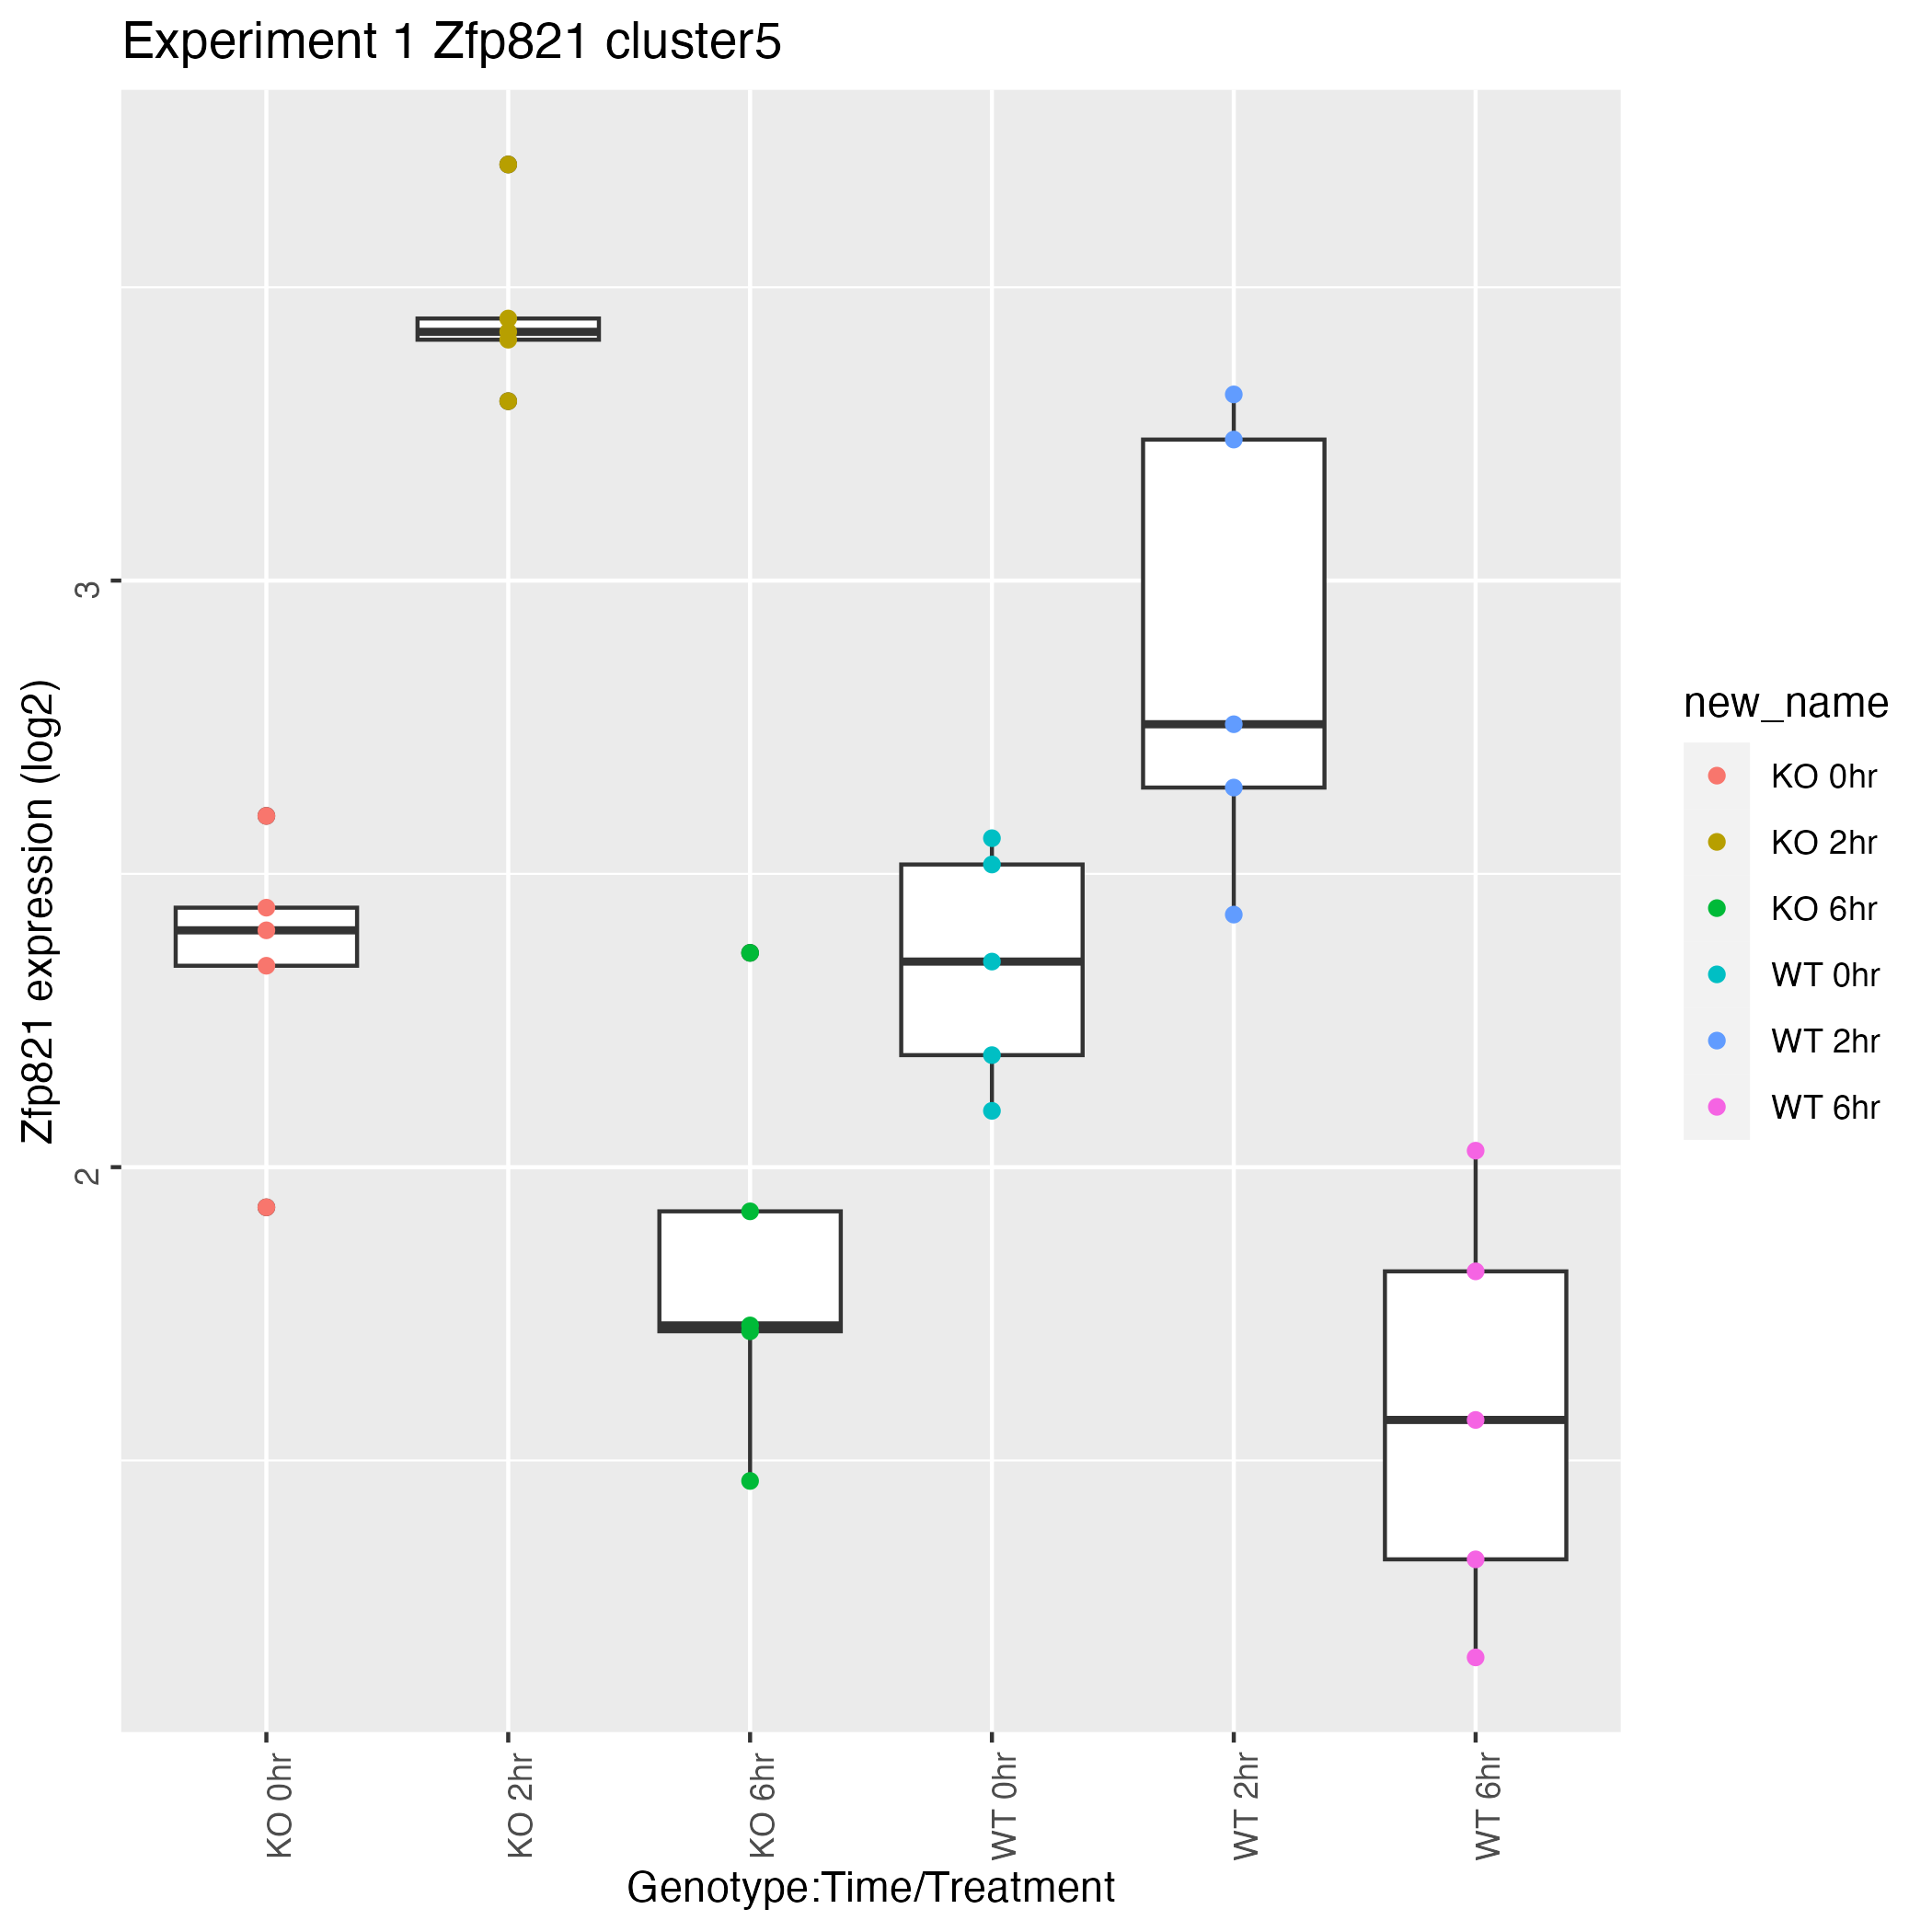 Experiment 1 Zfp821 cluster5
Zfp821 expression (log2)
3
2
KO 0hr
KO 2hr
KO 6hr
WT 0hr
WT 2hr
WT 6hr
Genotype:Time/Treatment
new_name
KO 0hr
KO 2hr
KO 6hr
WT 0hr
WT 2hr
WT 6hr